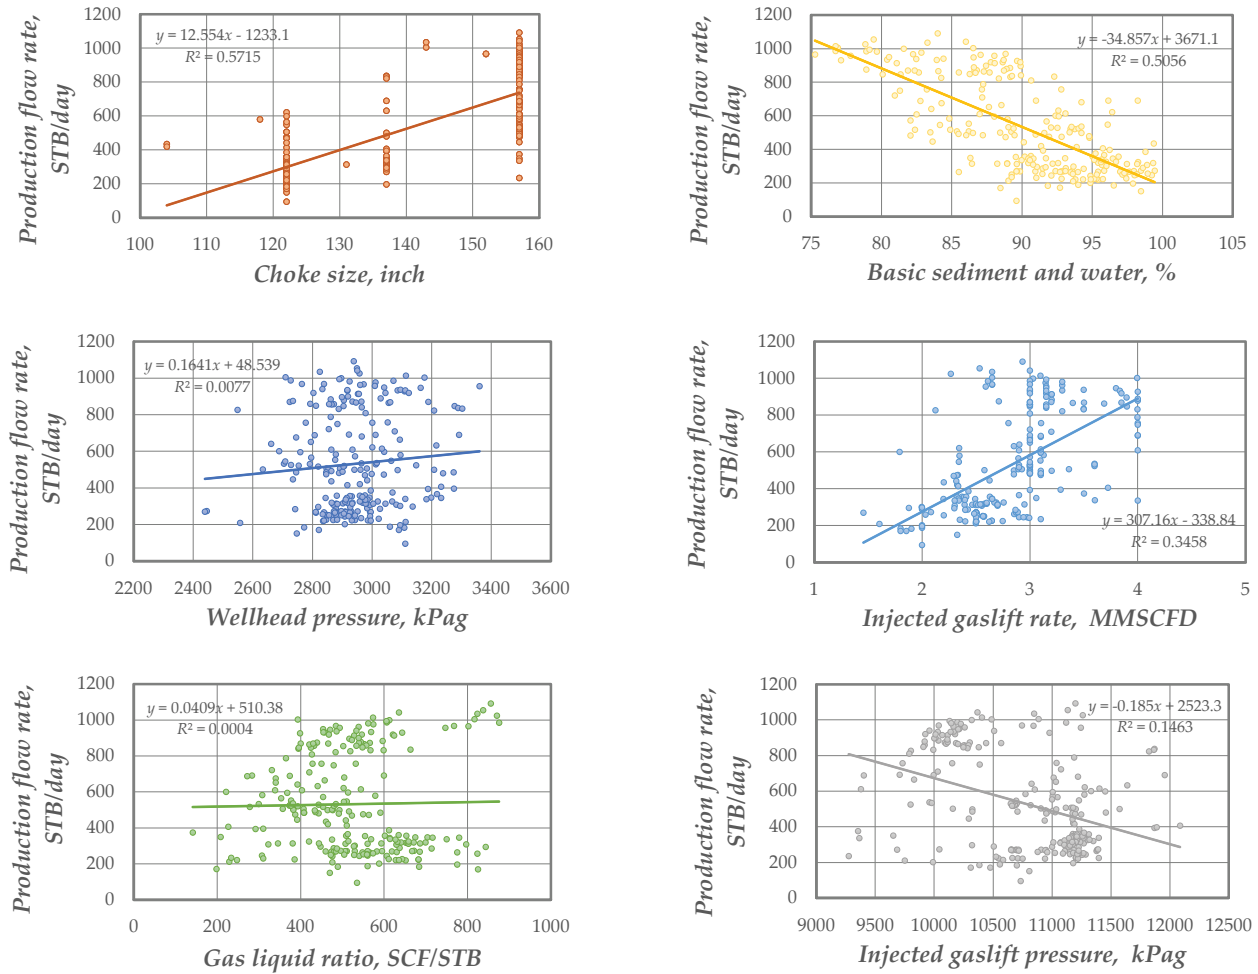 Production flow rate,
STB/day
1200
1000
800
600
400
200
0
y = 12.554x - 1233.1
R² = 0.5715
100 110 120 130 140 150 160
Choke size, inch
Production flow rate,
STB/day
1200
1000
800
600
400
200
0
y = -34.857x + 3671.1
R² = 0.5056
75 80 85 90 95 100 105
Basic sediment and water, %
Production flow rate,
STB/day
1200
1000
800
600
400
200
0
y = 0.1641x + 48.539
R² = 0.0077
2200 2400 2600 2800 3000 3200 3400 3600
Wellhead pressure, kPag
Production flow rate,
STB/day
1200
1000
800
600
400
200
0
y = 307.16x - 338.84
R² = 0.3458
1 2 3 4 5
Injected gaslift rate, MMSCFD
Production flow rate,
STB/day
1200
1000
800
600
400
200
0
y = 0.0409x + 510.38
R² = 0.0004
0 200 400 600 800 1000
Gas liquid ratio, SCF/STB
Production flow rate,
STB/day
1200
1000
800
600
400
200
0
y = -0.185x + 2523.3
R² = 0.1463
9000 9500 10000 10500 11000 11500 12000 12500
Injected gaslift pressure, kPag